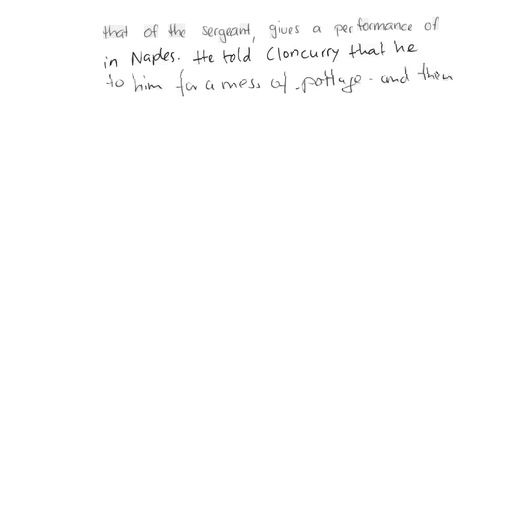 that of the sergeant, gives a performance of
in Naples. He told Cloncurry that he
to him for a mess of pottage - and then